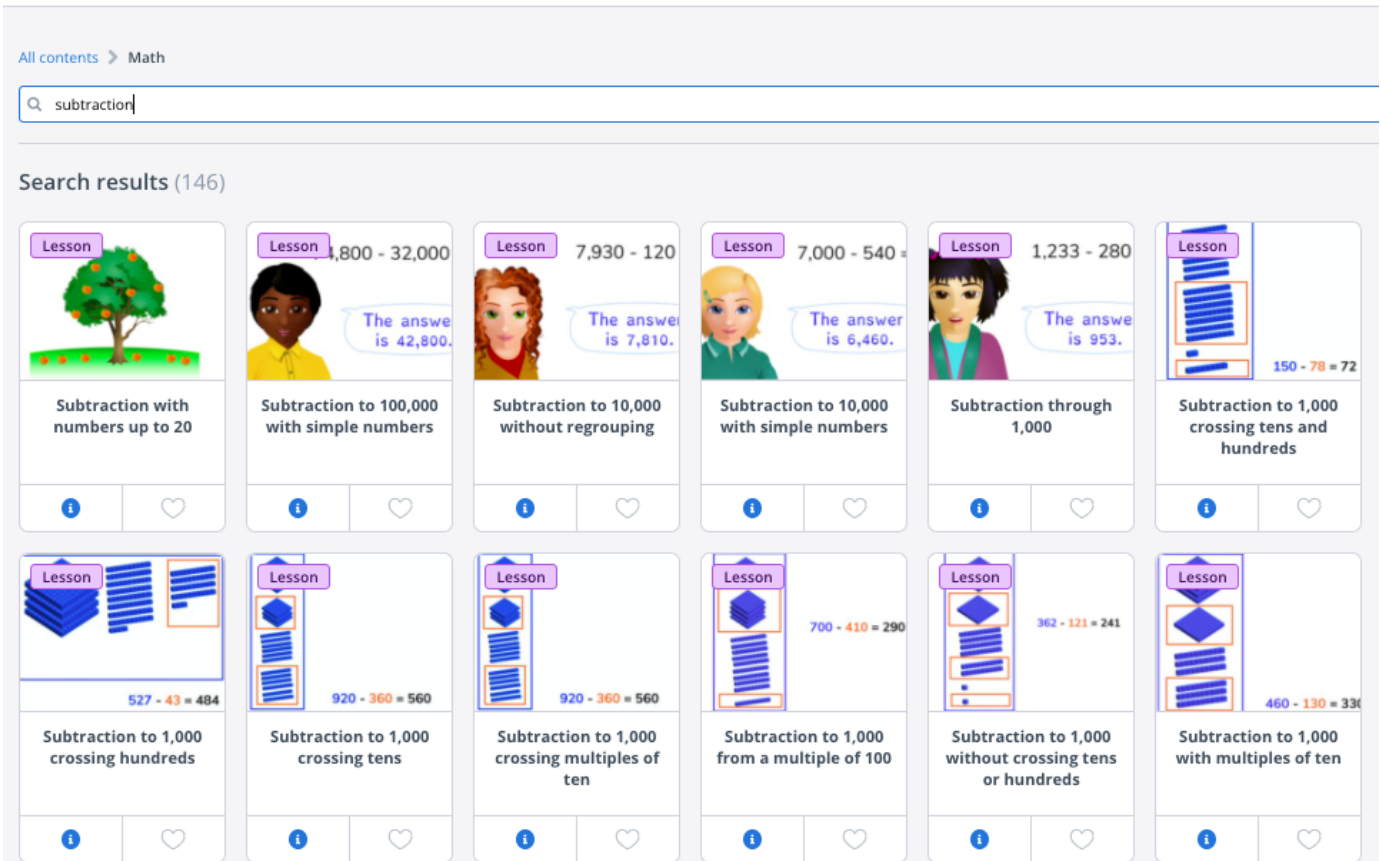 All contents > Math
subtraction
Search results (146)
Lesson
Lesson
4,800 - 32,000
The answe
is 42,800.
Lesson
7,930 - 120
The answer
is 7,810.
Lesson
7,000 - 540 =
The answer
is 6,460.
Lesson
1,233 - 280
The answe
is 953.
Lesson
150 - 78 = 72
Subtraction with
numbers up to 20
Subtraction to 100,000
with simple numbers
Subtraction to 10,000
without regrouping
Subtraction to 10,000
with simple numbers
Subtraction through
1,000
Subtraction to 1,000
crossing tens and
hundreds
Lesson
527 - 43 = 484
Lesson
920 - 360 = 560
Lesson
920 - 360 = 560
Lesson
700 - 410 = 290
Lesson
362 - 121 = 241
Lesson
460 - 130 = 330
Subtraction to 1,000
crossing hundreds
Subtraction to 1,000
crossing tens
Subtraction to 1,000
crossing multiples of
ten
Subtraction to 1,000
from a multiple of 100
Subtraction to 1,000
without crossing tens
or hundreds
Subtraction to 1,000
with multiples of ten